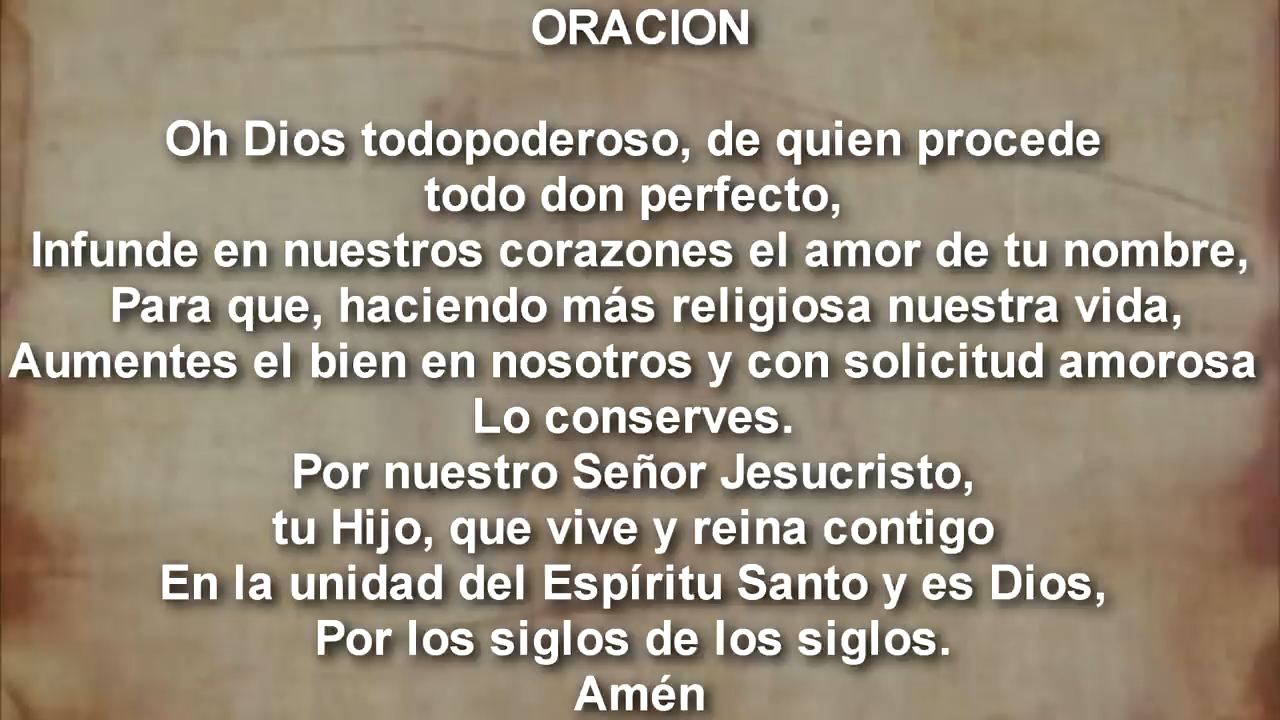 ORACION
Oh Dios todopoderoso, de quien procede
todo don perfecto,
Infunde en nuestros corazones el amor de tu nombre,
Para que, haciendo más religiosa nuestra vida,
Aumentes el bien en nosotros y con solicitud amorosa
Lo conserves.
Por nuestro Señor Jesucristo,
tu Hijo, que vive y reina contigo
En la unidad del Espíritu Santo y es Dios,
Por los siglos de los siglos.
Amén